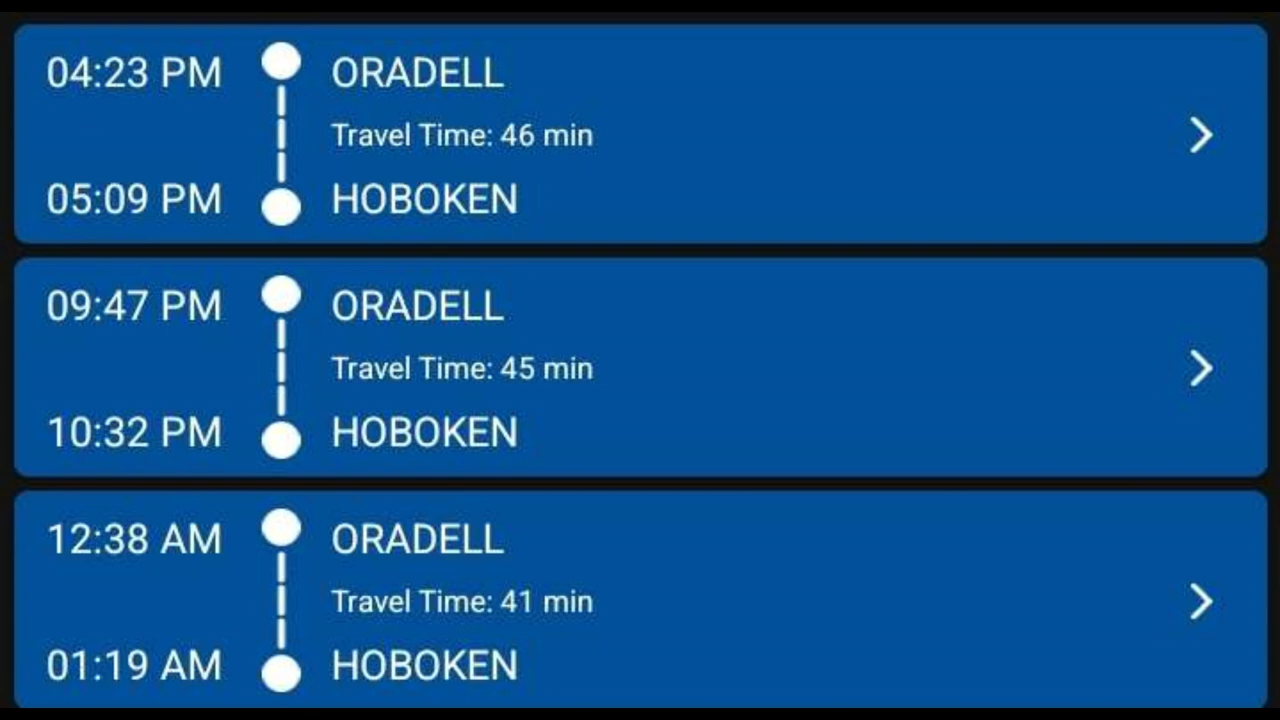 04:23 PM ORADELL
Travel Time: 46 min
05:09 PM HOBOKEN
09:47 PM ORADELL
Travel Time: 45 min
10:32 PM HOBOKEN
12:38 AM ORADELL
Travel Time: 41 min
01:19 AM HOBOKEN